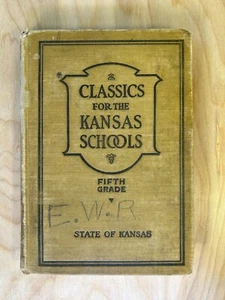 CLASSICS
FOR THE
KANSAS
SCHOOLS
FIFTH
GRADE
E.W.R
STATE OF KANSAS